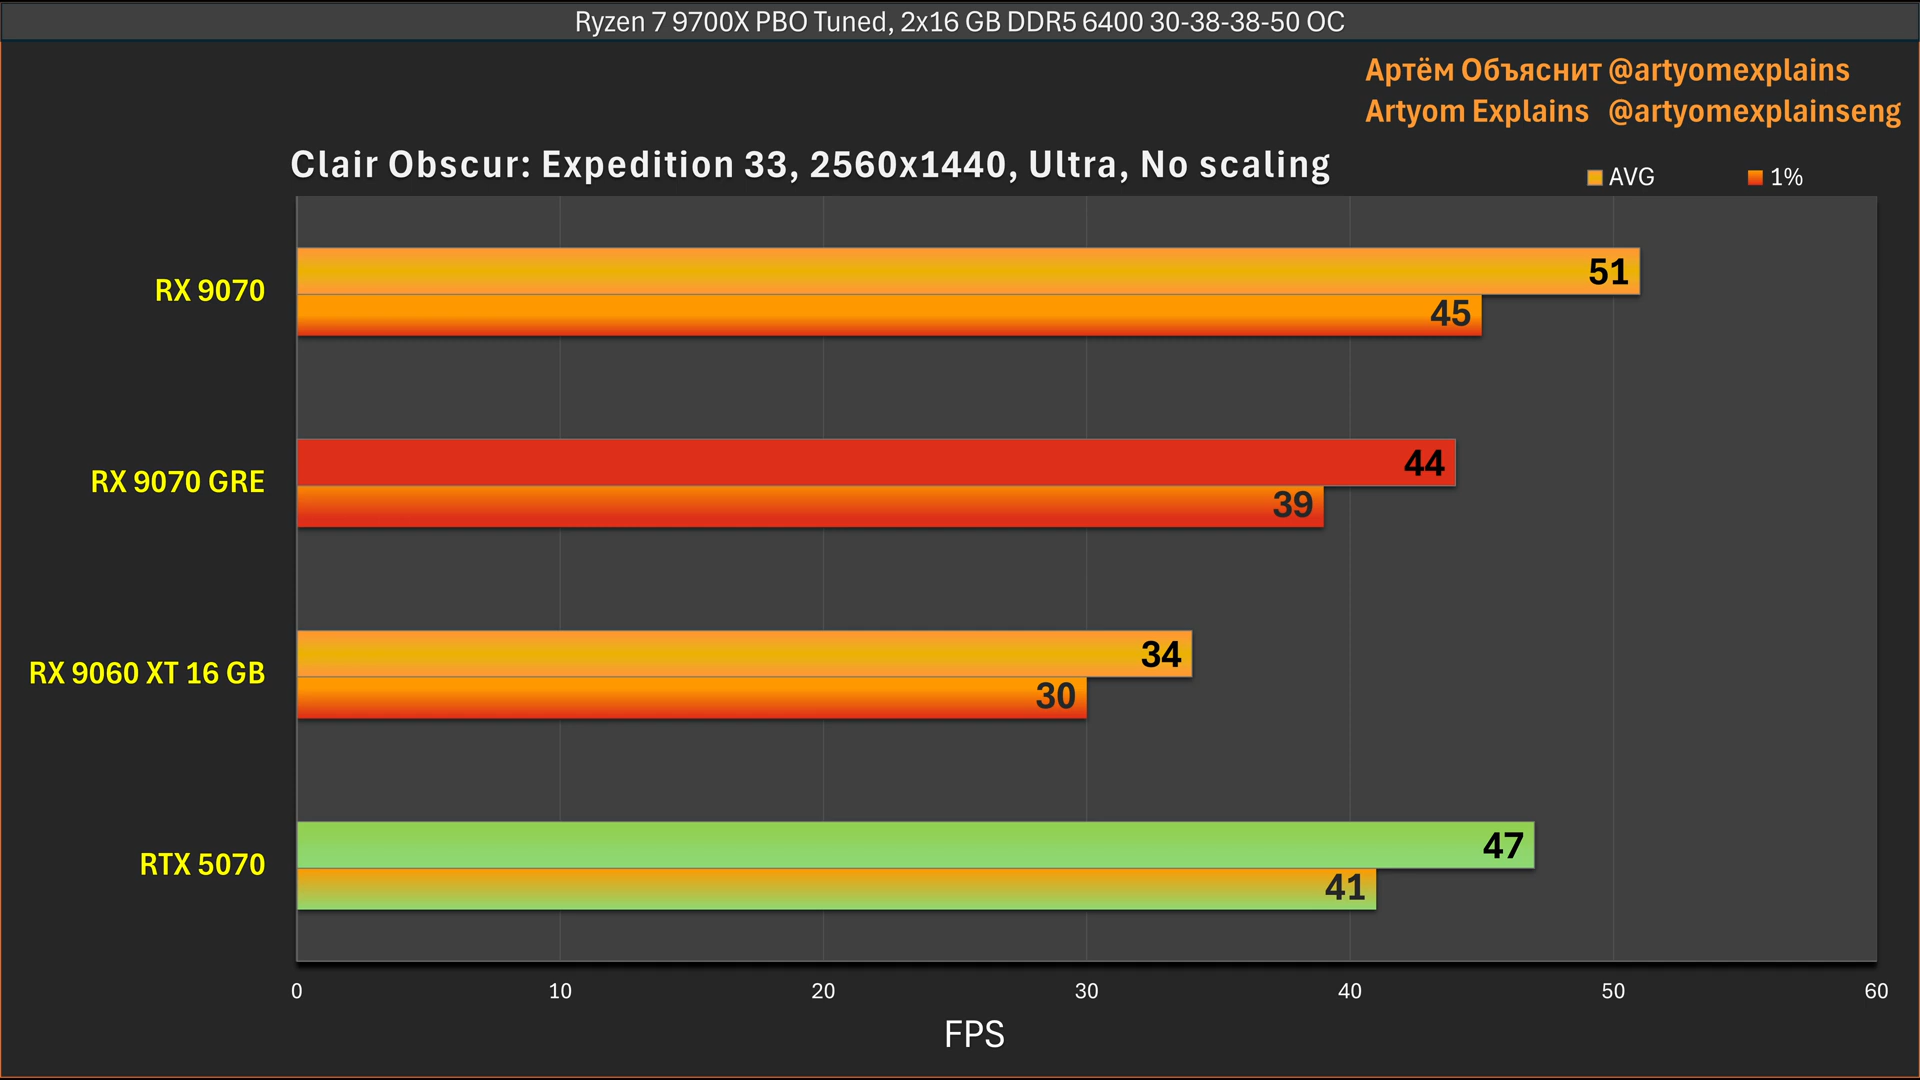 Ryzen 7 9700X PBO Tuned, 2x16 GB DDR5 6400 30-38-38-50 OC
Артём Объяснит @artyomexplains
Artyom Explains @artyomexplainseng
Clair Obscur: Expedition 33, 2560x1440, Ultra, No scaling
AVG 1%
RX 9070
51
45
RX 9070 GRE
44
39
RX 9060 XT 16 GB
34
30
RTX 5070
47
41
0 10 20 30 40 50 60
FPS